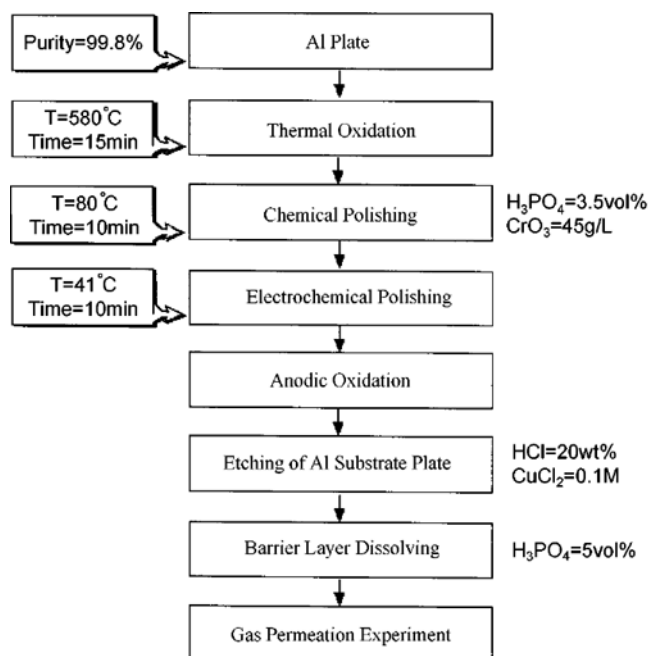 Purity=99.8%
Al Plate
T=580°C
Time=15min
Thermal Oxidation
T=80°C
Time=10min
Chemical Polishing
H₃PO₄=3.5vol%
CrO₃=45g/L
T=41°C
Time=10min
Electrochemical Polishing
Anodic Oxidation
Etching of Al Substrate Plate
HCl=20wt%
CuCl₂=0.1M
Barrier Layer Dissolving
H₃PO₄=5vol%
Gas Permeation Experiment